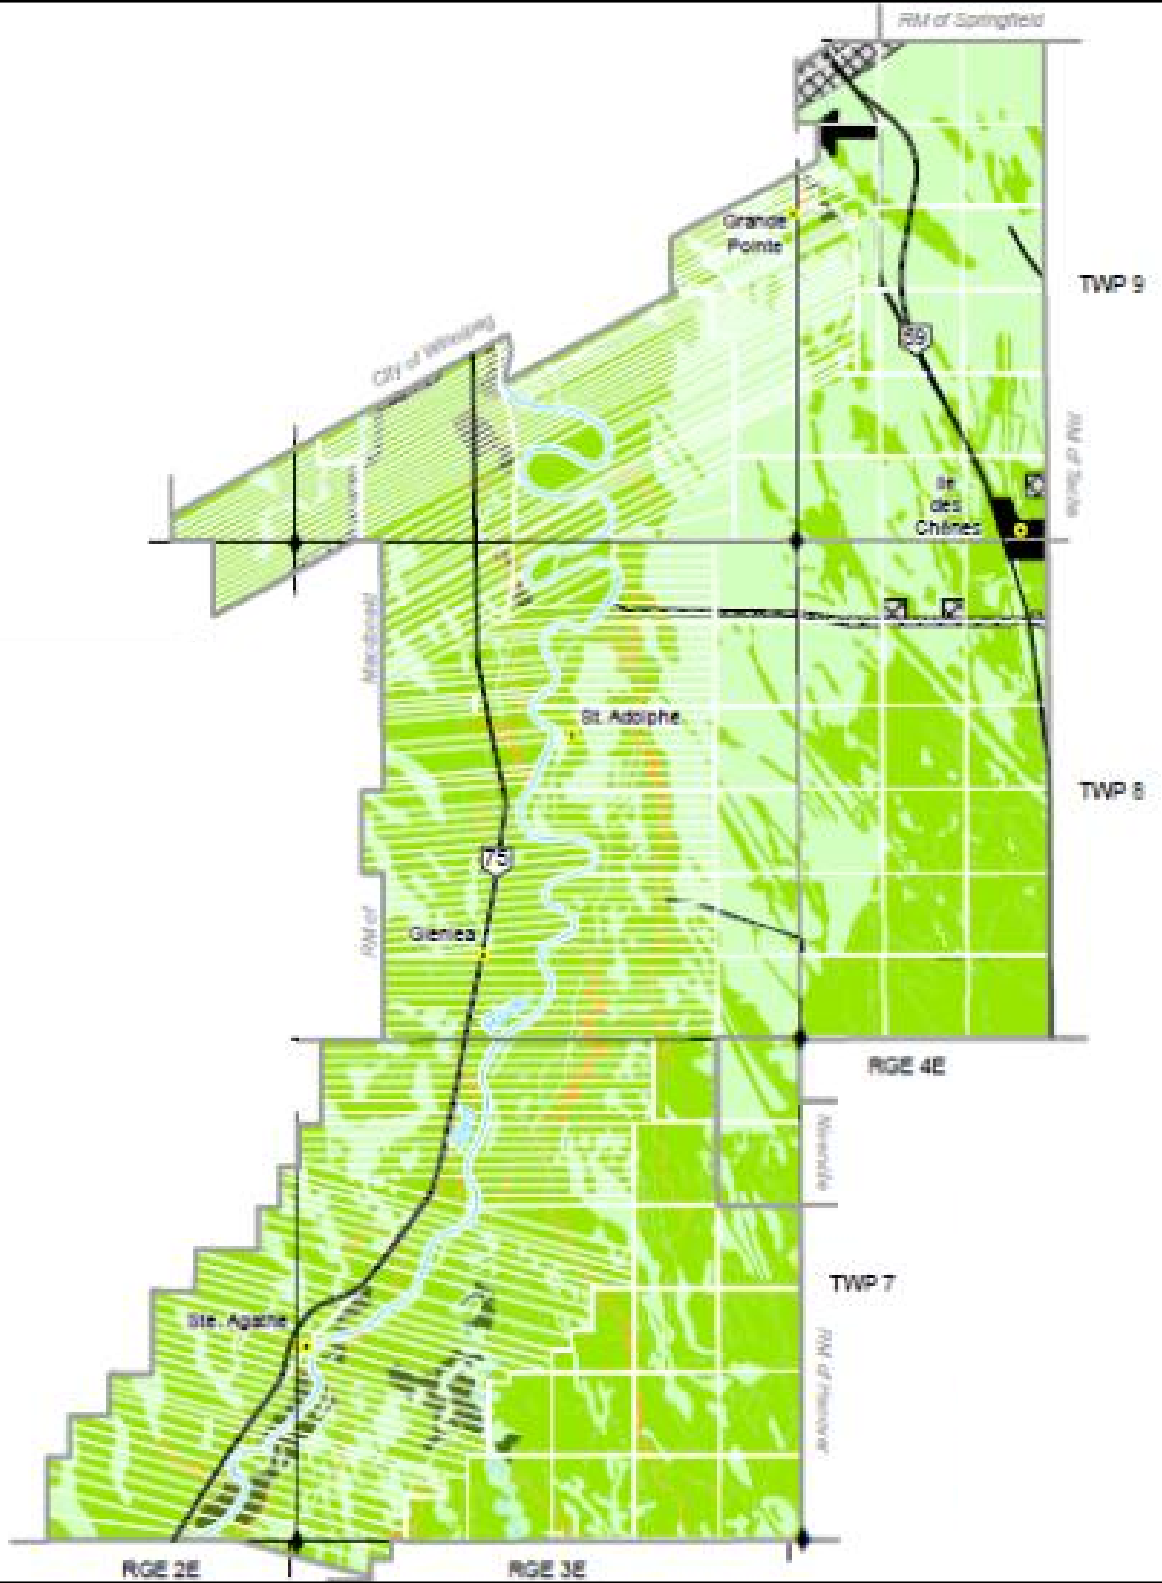 RM of Springfield
Grande
Pointe
TWP 9
City of Winnipeg
59
RM of Tache
Ile
des
Chênes
Macdonald
St. Adolphe
TWP 8
75
RM of
Glenlea
RGE 4E
Niverville
TWP 7
Ste. Agathe
RM of Hanover
RGE 2E
RGE 3E